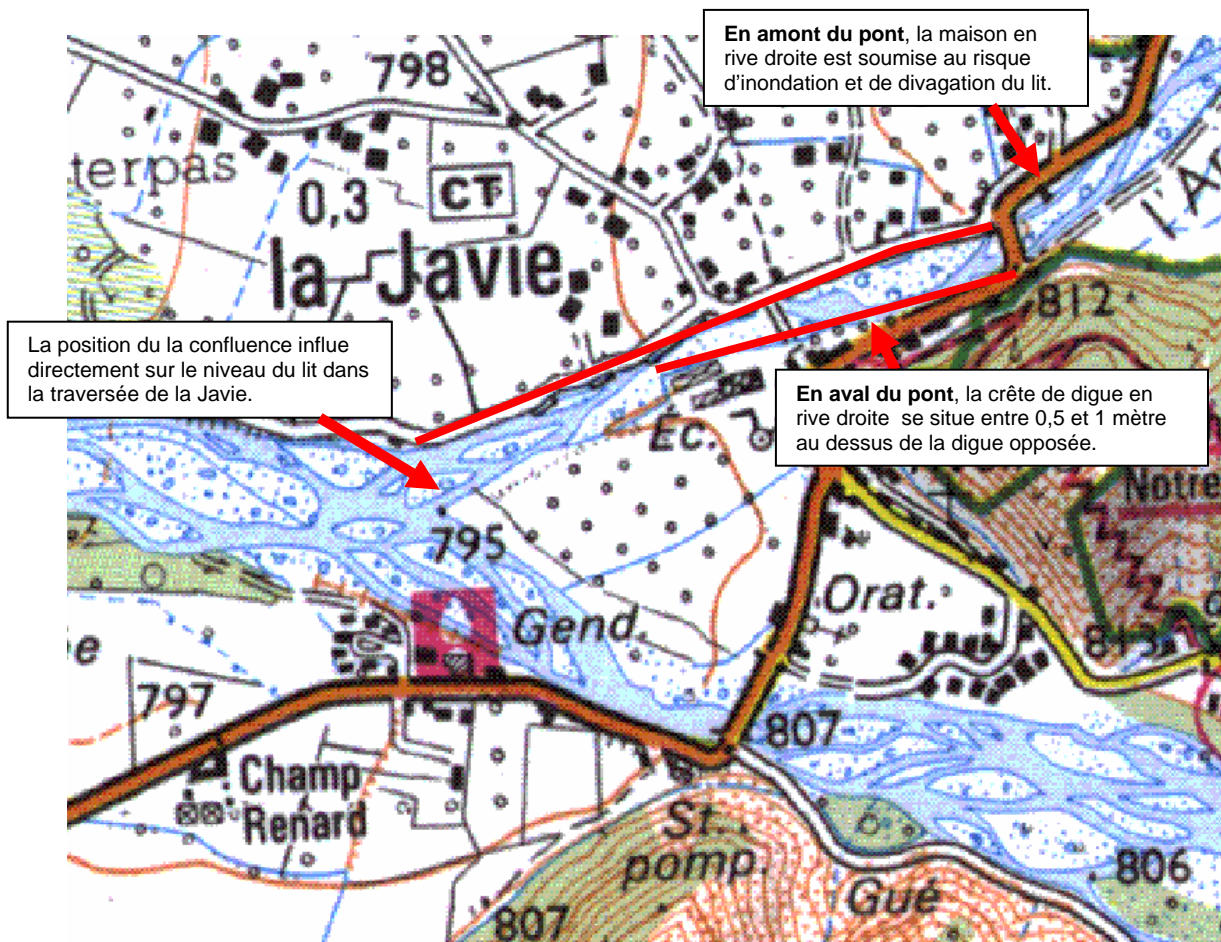 En amont du pont, la maison en
rive droite est soumise au risque
d’inondation et de divagation du lit.
798
terpas
0,3
CT
la Javie
l'Ar
812
La position du la confluence influe
directement sur le niveau du lit dans
la traversée de la Javie.
En aval du pont, la crête de digue en
rive droite se situe entre 0,5 et 1 mètre
au dessus de la digue opposée.
Éc.
Notre
795
Gend.
Orat.
813
e
797
807
Champ
Renard
St.
pomp.
Gué
806
807